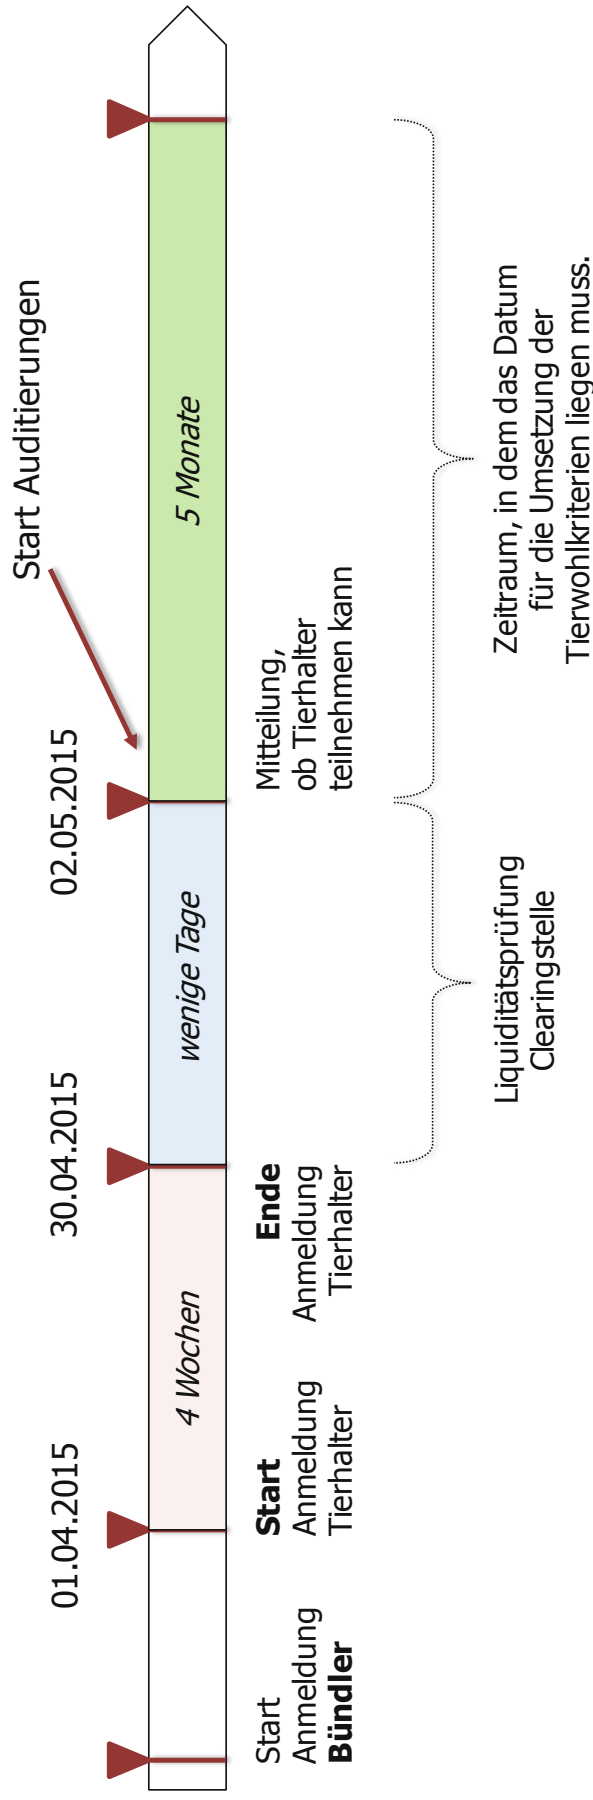 Start Auditierungen
01.04.2015
30.04.2015
02.05.2015
4 Wochen
wenige Tage
5 Monate
Start
Anmeldung
Bündler
Start
Anmeldung
Tierhalter
Ende
Anmeldung
Tierhalter
Mitteilung,
ob Tierhalter
teilnehmen kann
Liquiditätsprüfung
Clearingstelle
Zeitraum, in dem das Datum
für die Umsetzung der
Tierwohlkriterien liegen muss.